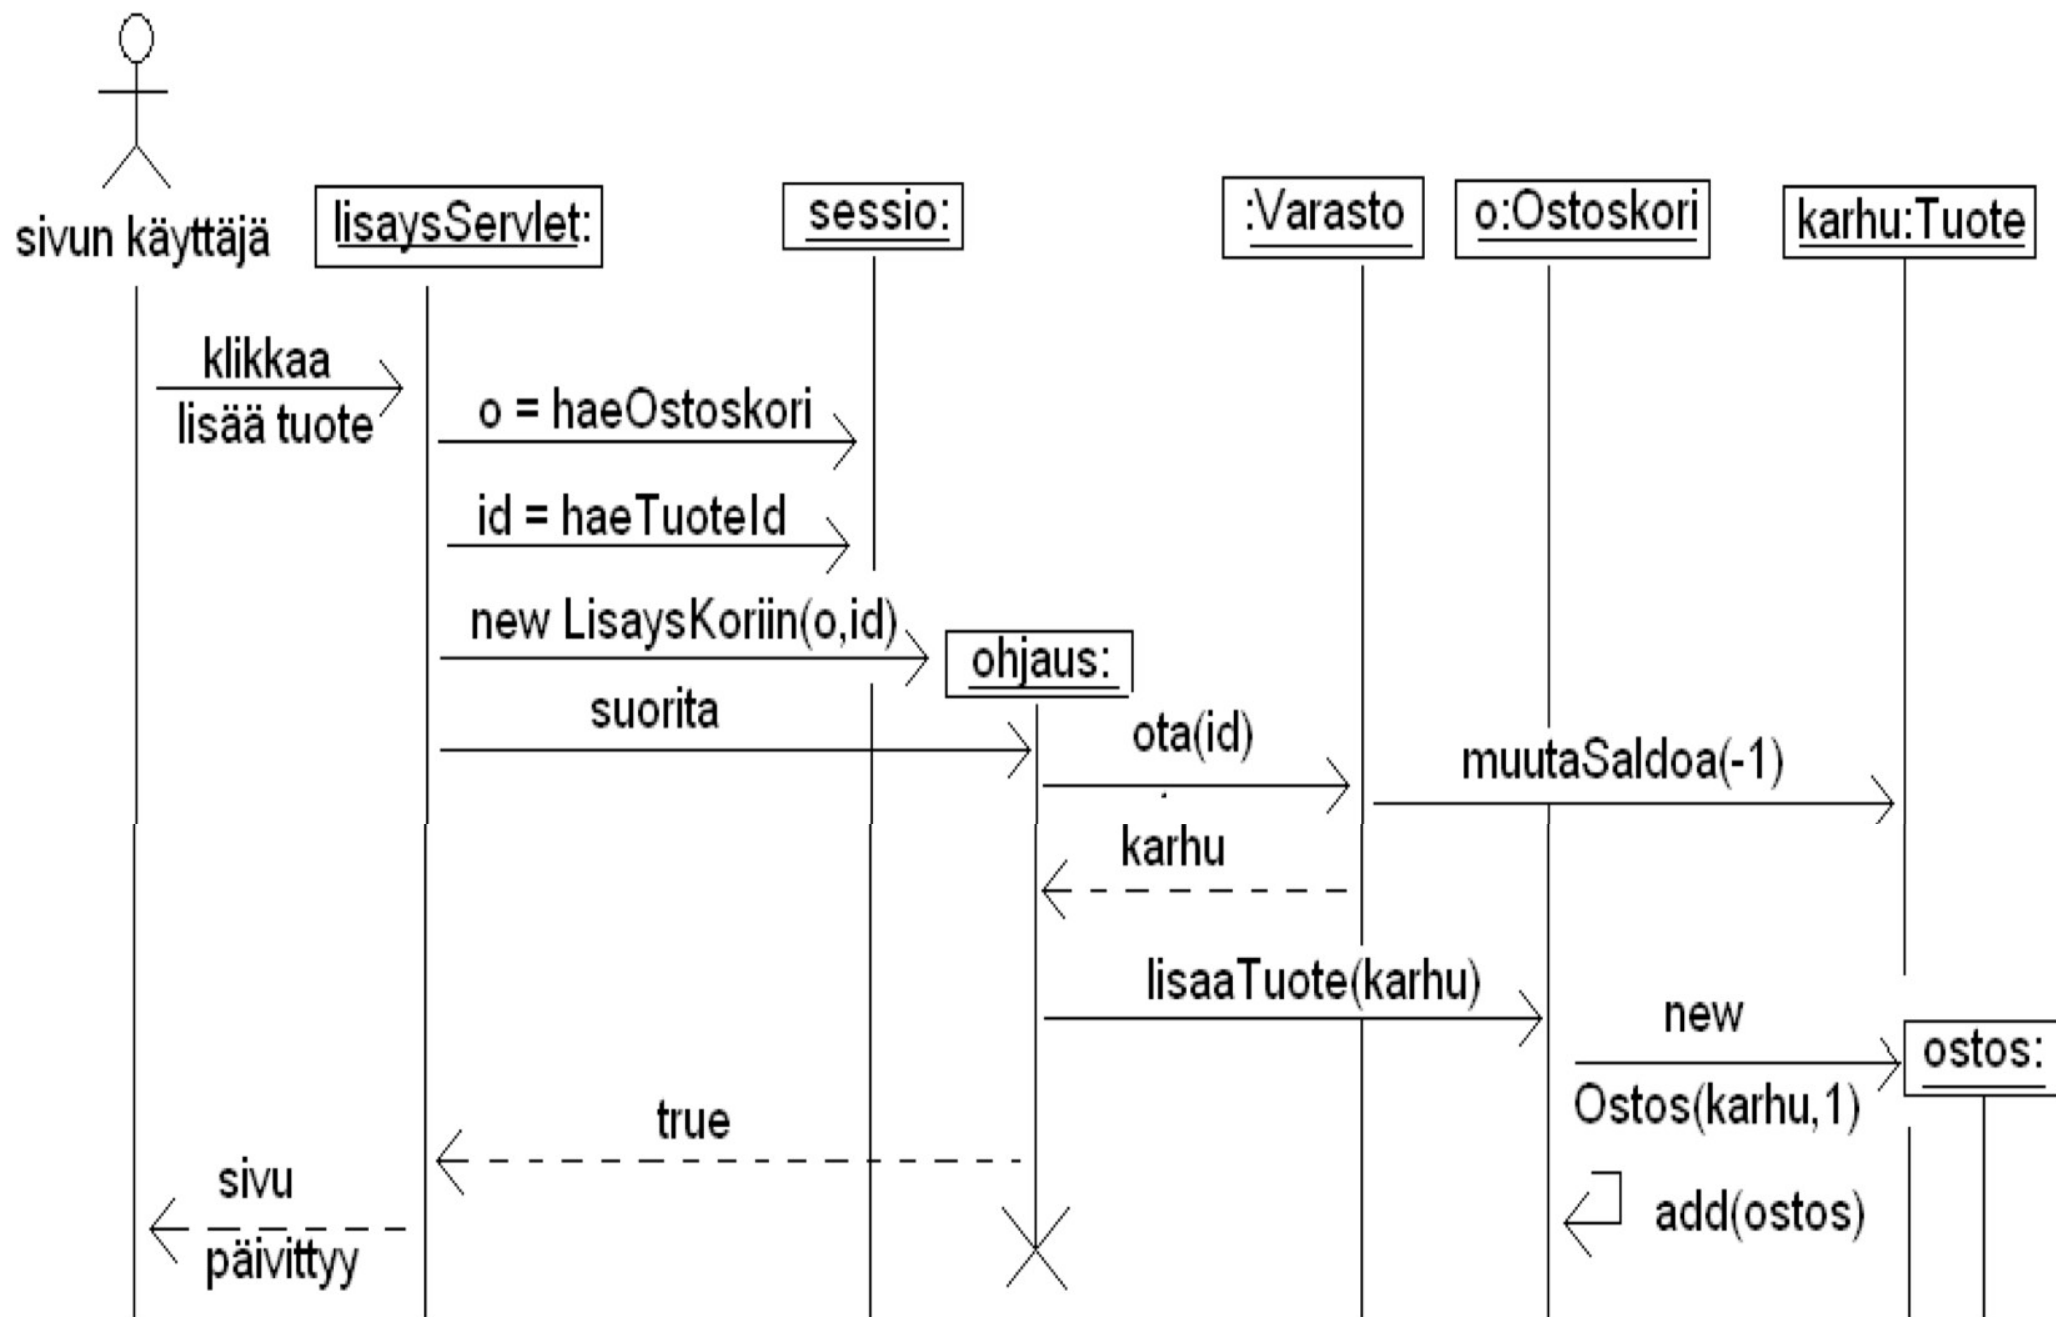 sivun käyttäjä
lisaysServlet:
sessio:
:Varasto
o:Ostoskori
karhu:Tuote
klikkaa
lisää tuote
o = haeOstoskori
id = haeTuoteId
new LisaysKoriin(o,id)
ohjaus:
suorita
ota(id)
muutaSaldoa(-1)
karhu
lisaaTuote(karhu)
new
Ostos(karhu,1)
ostos:
true
add(ostos)
sivu
päivittyy